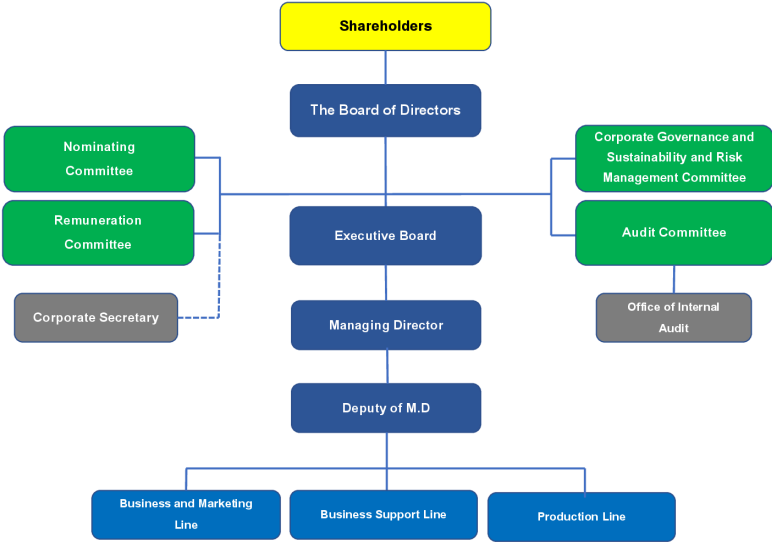 Shareholders
The Board of Directors
Nominating
Committee
Corporate Governance and
Sustainability and Risk
Management Committee
Remuneration
Committee
Executive Board
Audit Committee
Corporate Secretary
Managing Director
Office of Internal
Audit
Deputy of M.D
Business and Marketing
Line
Business Support Line
Production Line